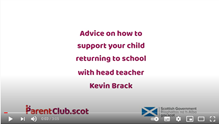 Advice on how to
support your child
returning to school
with head teacher
Kevin Brack
ParentClub.scot
Scottish Government